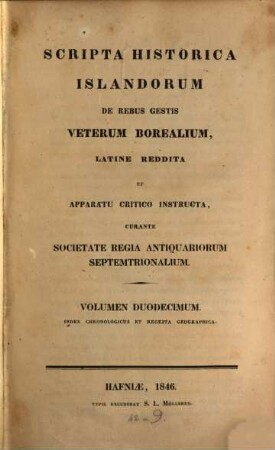 SCRIPTA HISTORICA
ISLANDORUM
DE REBUS GESTIS
VETERUM BOREALIUM,
LATINE REDDITA
ET
APPARATU CRITICO INSTRUCTA,
CURANTE
SOCIETATE REGIA ANTIQUARIORUM
SEPTEMTRIONALIUM.
VOLUMEN DUODECIMUM.
INDEX CHRONOLOGICUS ET REGESTA GEOGRAPHICA.
HAFNIÆ, 1846.
TYPIS EXCUDEBAT S. L. MÖLLERUS.